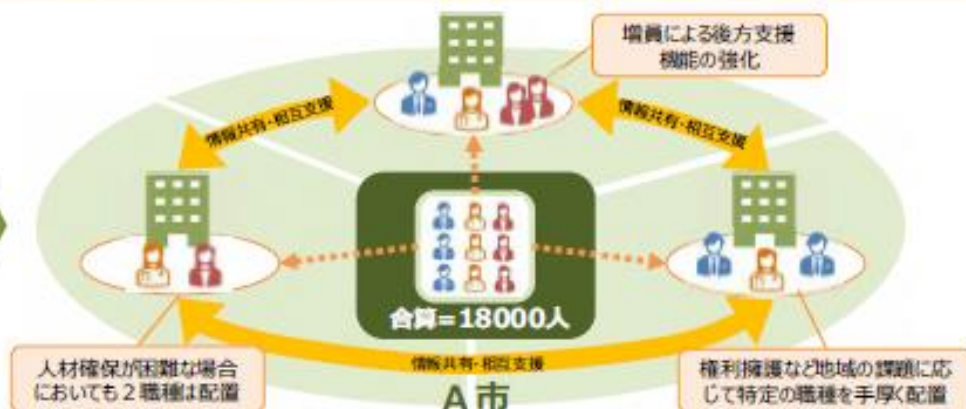 増員による後方支援
機能の強化
情報共有・相互支援
情報共有・相互支援
合算=18000人
人材確保が困難な場合
においても2職種は配置
情報共有・相互支援
権利擁護など地域の課題に応
じて特定の職種を手厚く配置
A市